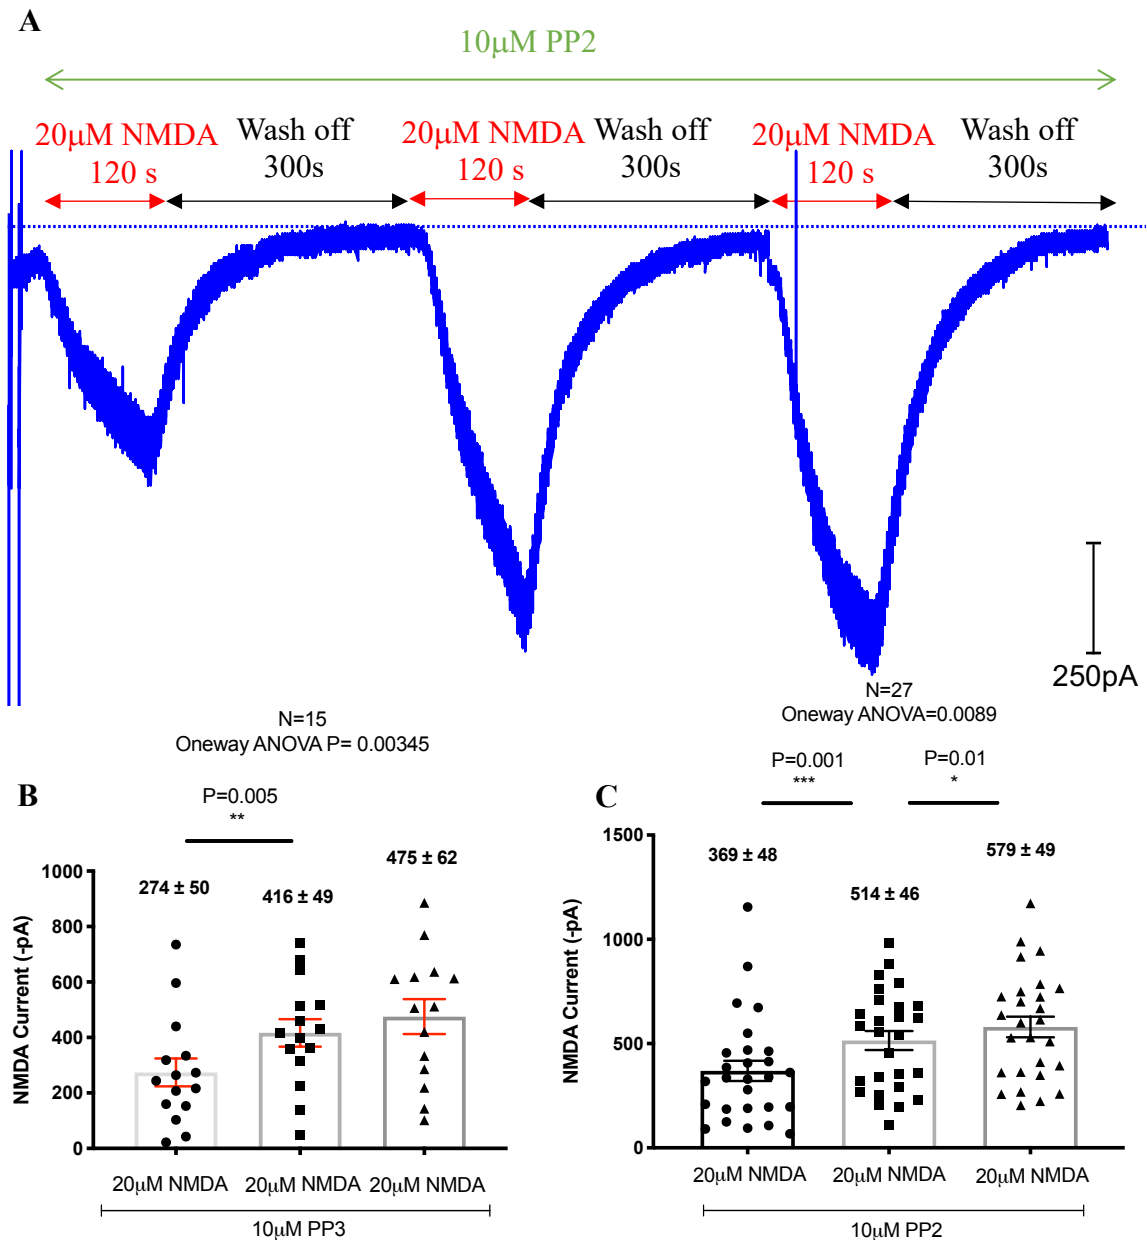 A
10μM PP2
20μM NMDA
120 s
Wash off
300s
20μM NMDA
120 s
Wash off
300s
20μM NMDA
120 s
Wash off
300s
250pA
N=15
Oneway ANOVA P= 0.00345
N=27
Oneway ANOVA=0.0089
B
P=0.005
**
274 ± 50
416 ± 49
475 ± 62
NMDA Current (-pA)
1000
800
600
400
200
0
20μM NMDA
20μM NMDA
20μM NMDA
10μM PP3
C
P=0.001
***
P=0.01
*
369 ± 48
514 ± 46
579 ± 49
NMDA Current (-pA)
1500
1000
500
0
20μM NMDA
20μM NMDA
20μM NMDA
10μM PP2